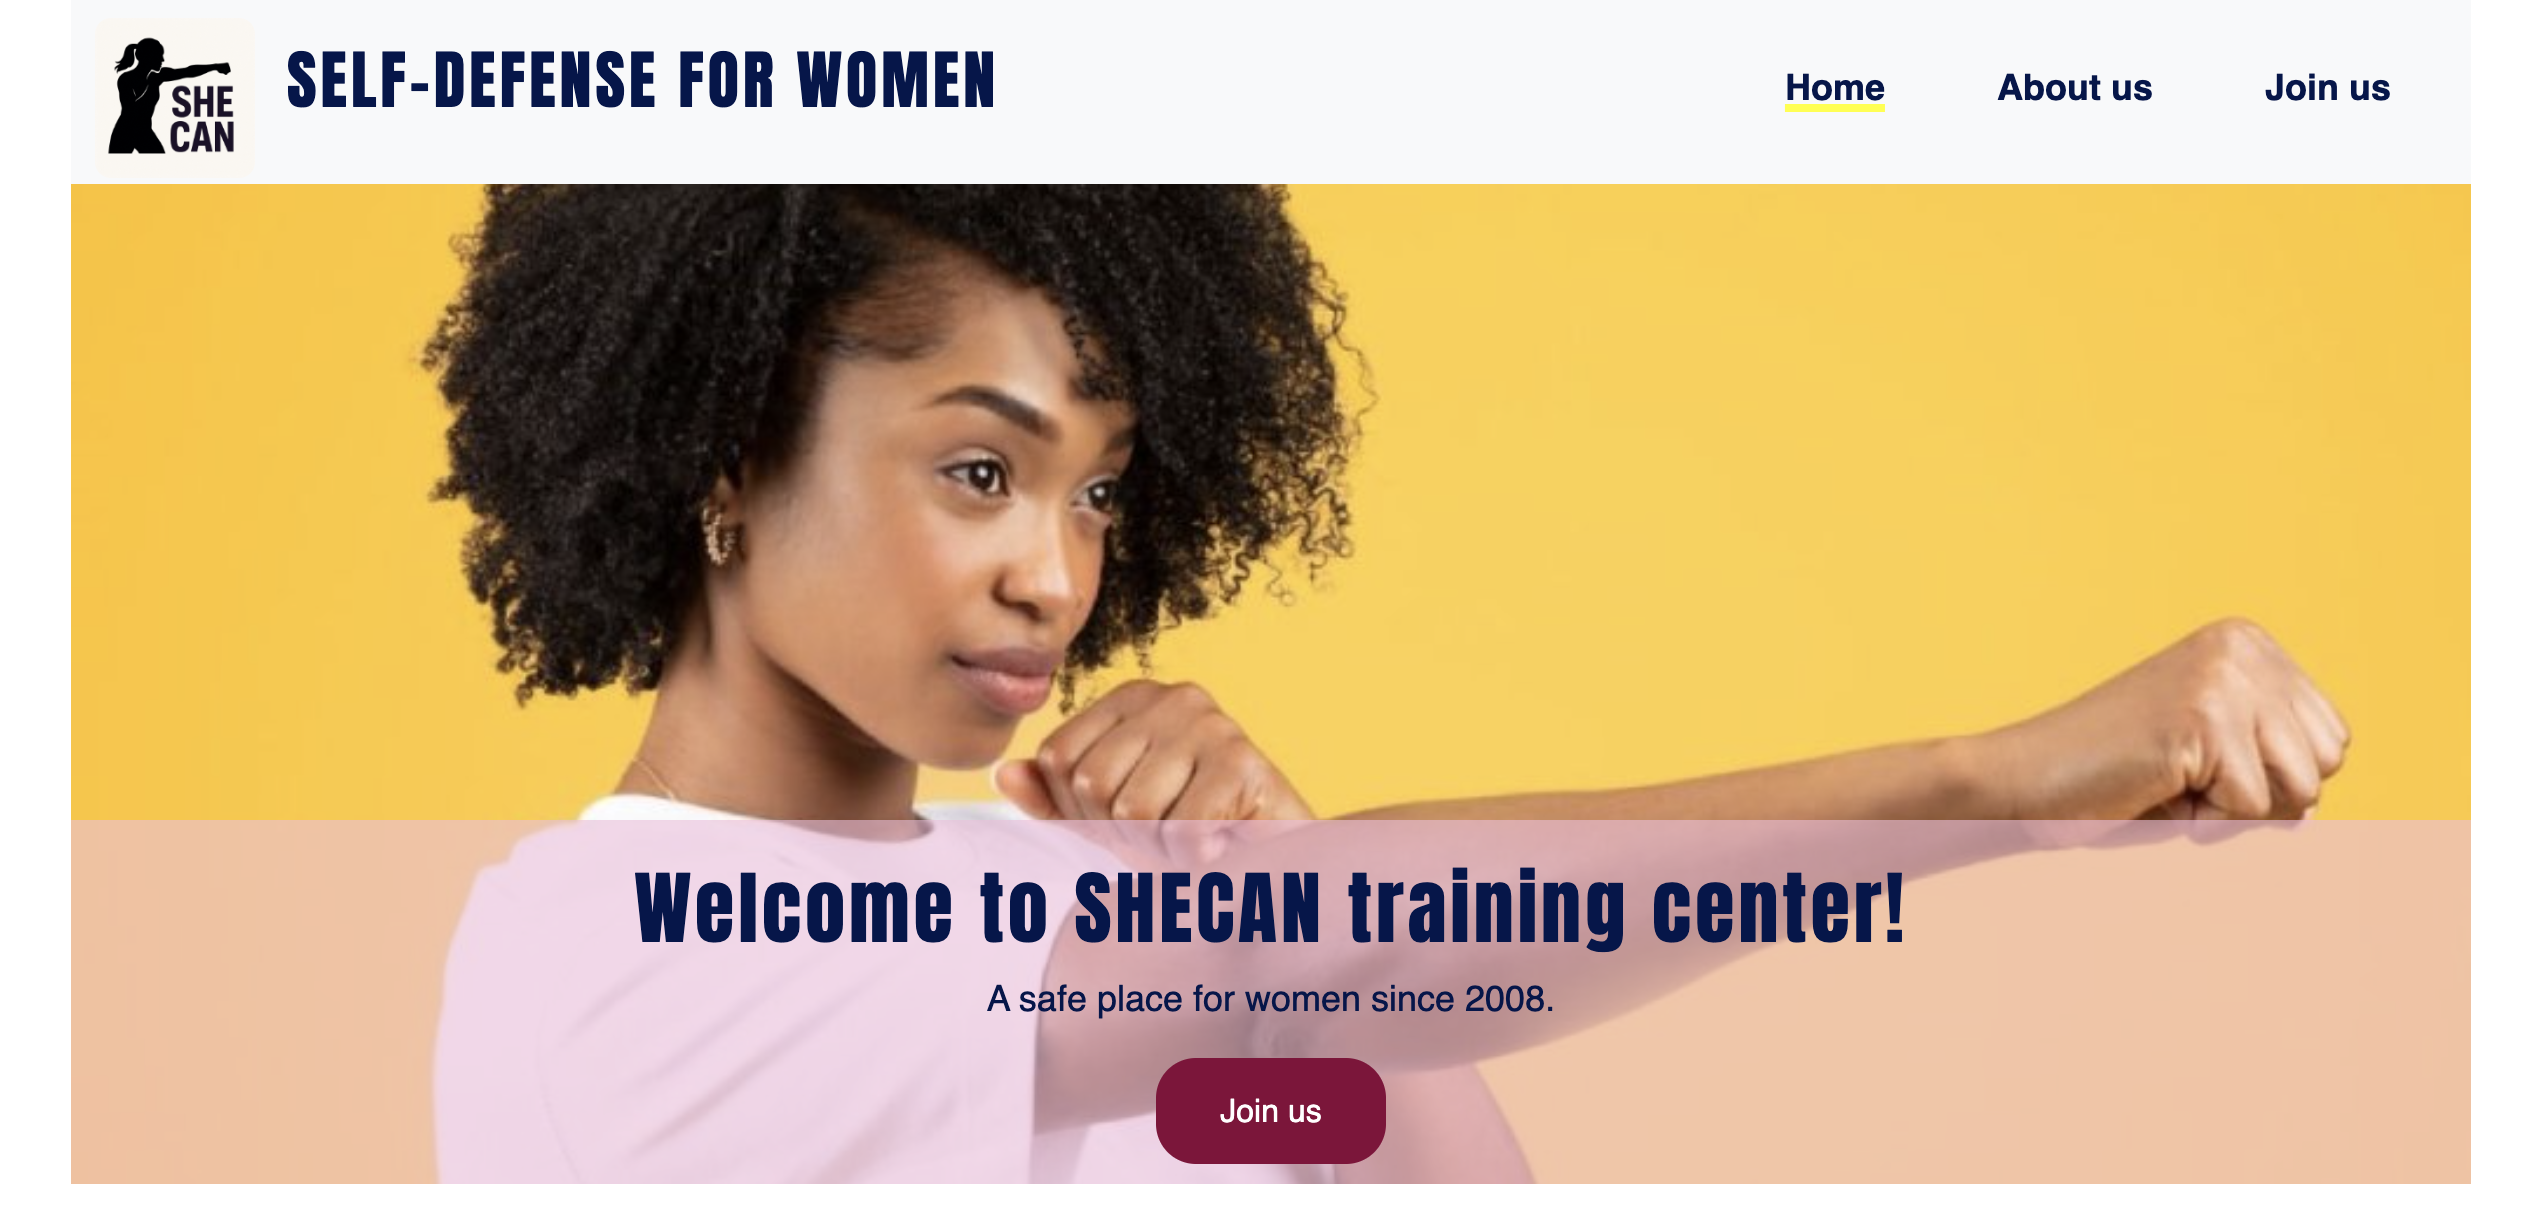 SHE
CAN
SELF-DEFENSE FOR WOMEN
Home
About us
Join us
Welcome to SHECAN training center!
A safe place for women since 2008.
Join us